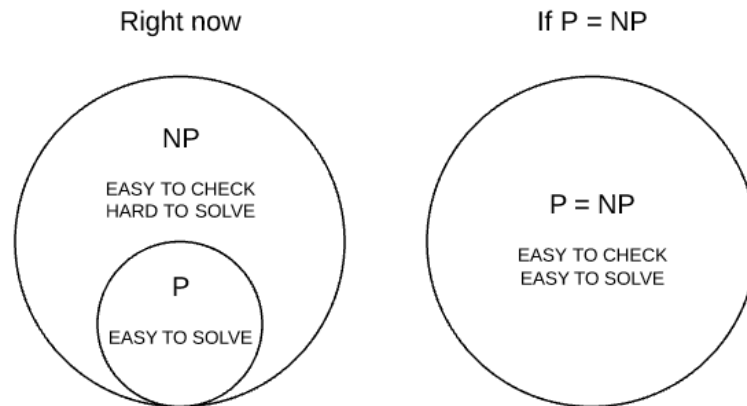 Right now
NP
EASY TO CHECK
HARD TO SOLVE
P
EASY TO SOLVE
If P = NP
P = NP
EASY TO CHECK
EASY TO SOLVE